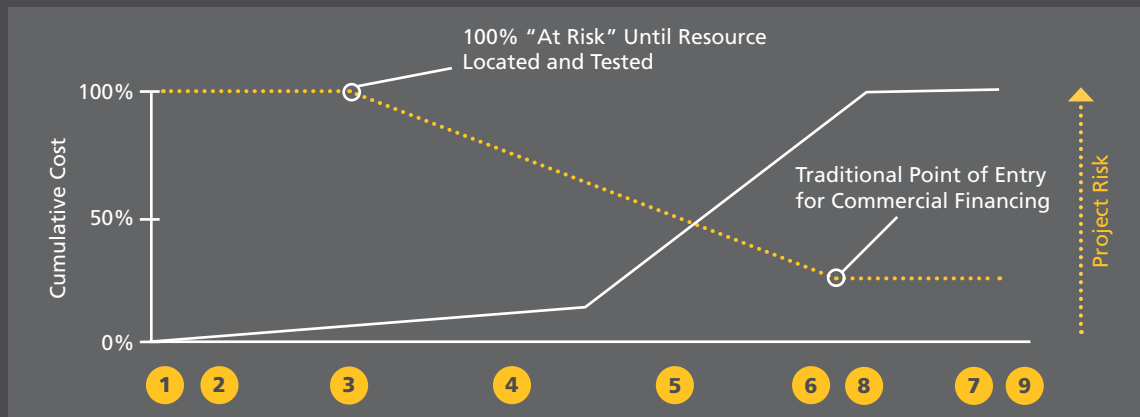 100% “At Risk” Until Resource
Located and Tested
100%
50%
0%
Cumulative Cost
Traditional Point of Entry
for Commercial Financing
Project Risk
1 2 3 4 5 6 8 7 9